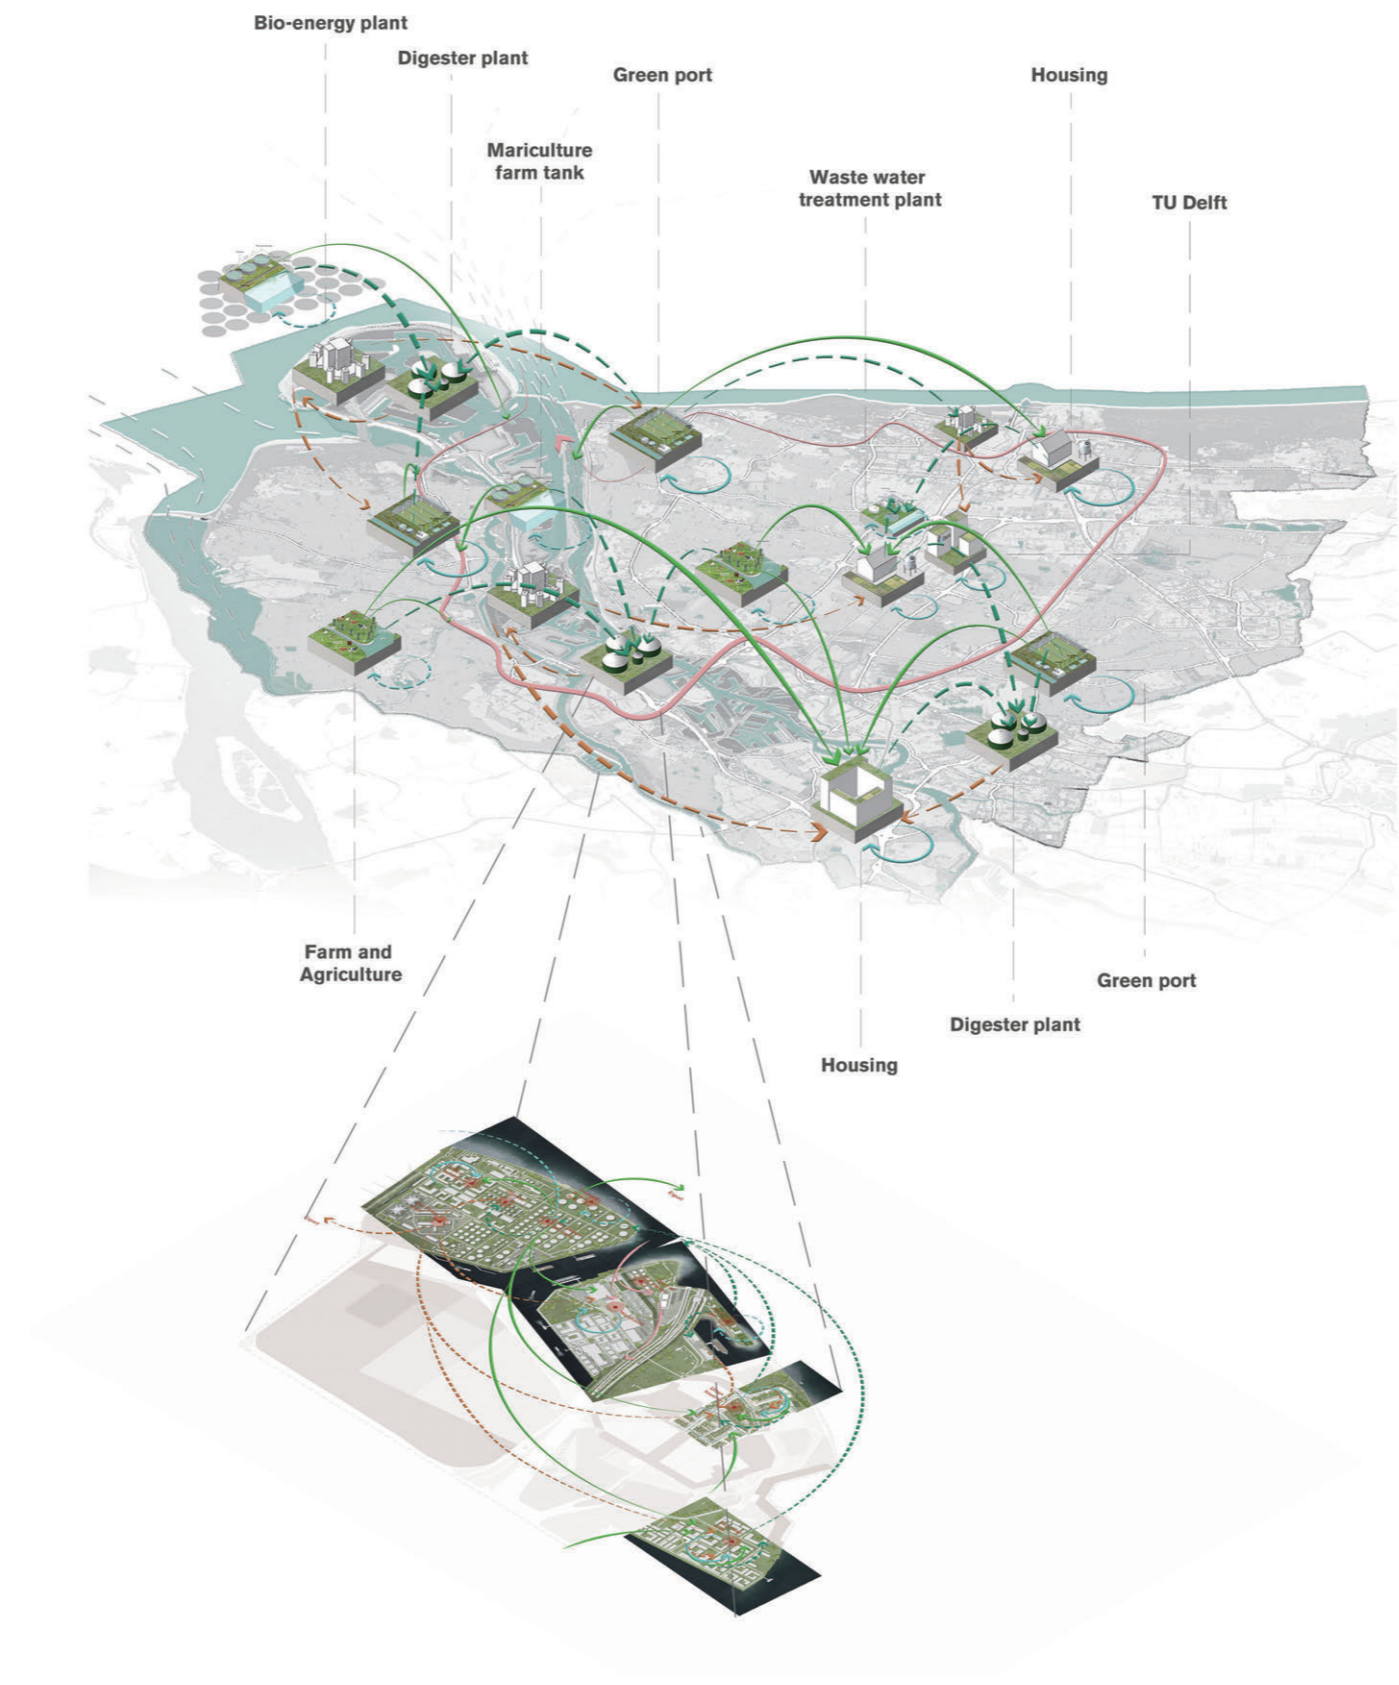 Bio-energy plant
Digester plant
Green port
Housing
Mariculture
farm tank
Waste water
treatment plant
TU Delft
Farm and
Agriculture
Green port
Digester plant
Housing